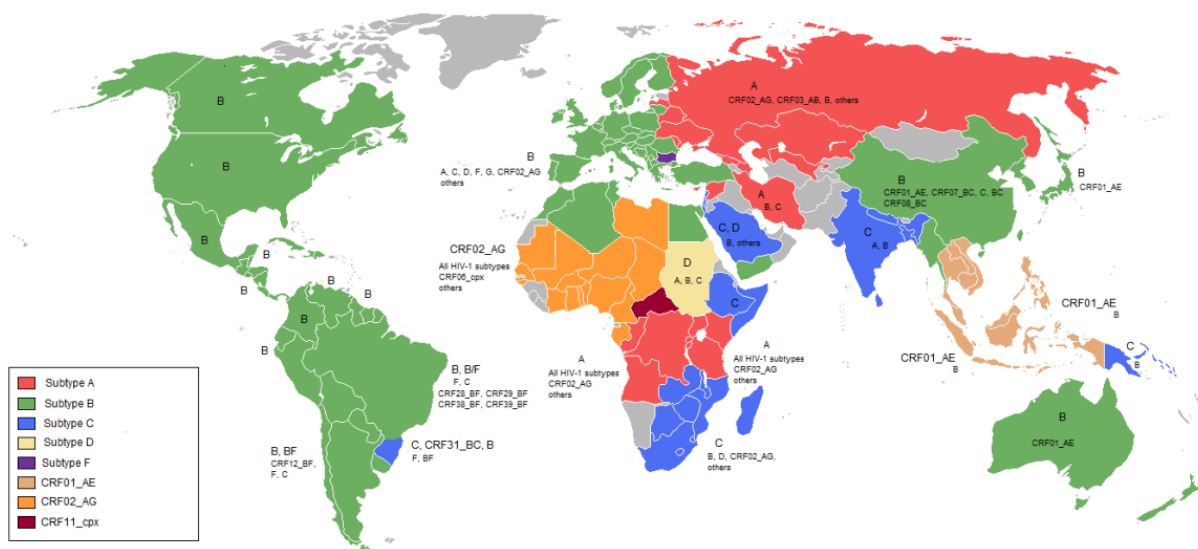 B
B
B
B
B
B
B
B
B
B, B/F
F, C
CRF28_BF, CRF29_BF
CRF38_BF, CRF39_BF
C, CRF31_BC, B
F, BF
B, BF
CRF12_BF,
F, C
B
A, C, D, F, G, CRF02_AG
others
A
CRF02_AG, CRF03_AB, B, others
CRF02_AG
All HIV-1 subtypes
CRF06_cpx
others
D
A, B, C
C
C, D
B, others
A
B, C
C
A, B
B
CRF01_AE, CRF07_BC, C, BC
CRF08_BC
B
CRF01_AE
A
All HIV-1 subtypes
CRF02_AG
others
A
All HIV-1 subtypes
CRF02_AG
others
C
B, D, CRF02_AG,
others
CRF01_AE
B
CRF01_AE
B
C
B
B
CRF01_AE
Subtype A
Subtype B
Subtype C
Subtype D
Subtype F
CRF01_AE
CRF02_AG
CRF11_cpx